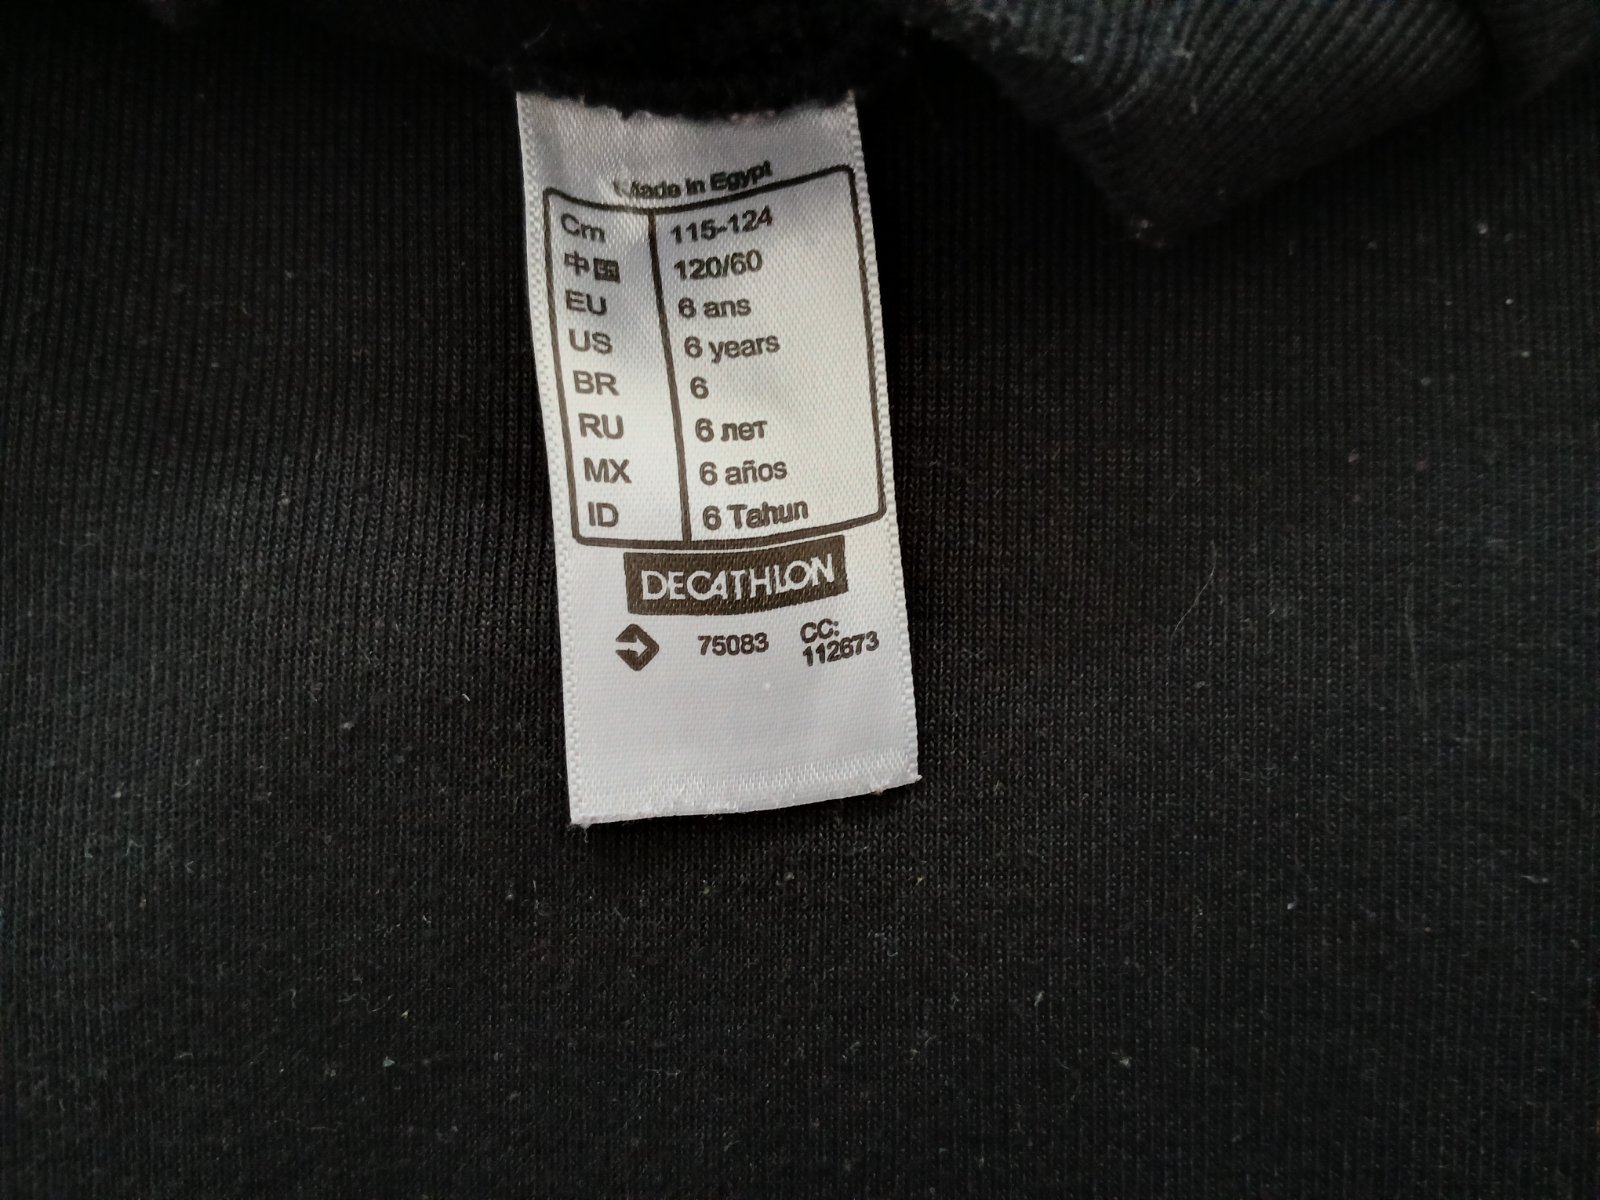 Made in Egypt
Cm 115-124
中国 120/60
EU 6 ans
US 6 years
BR 6
RU 6 лет
MX 6 años
ID 6 Tahun
DECATHLON
75083 CC:
112673